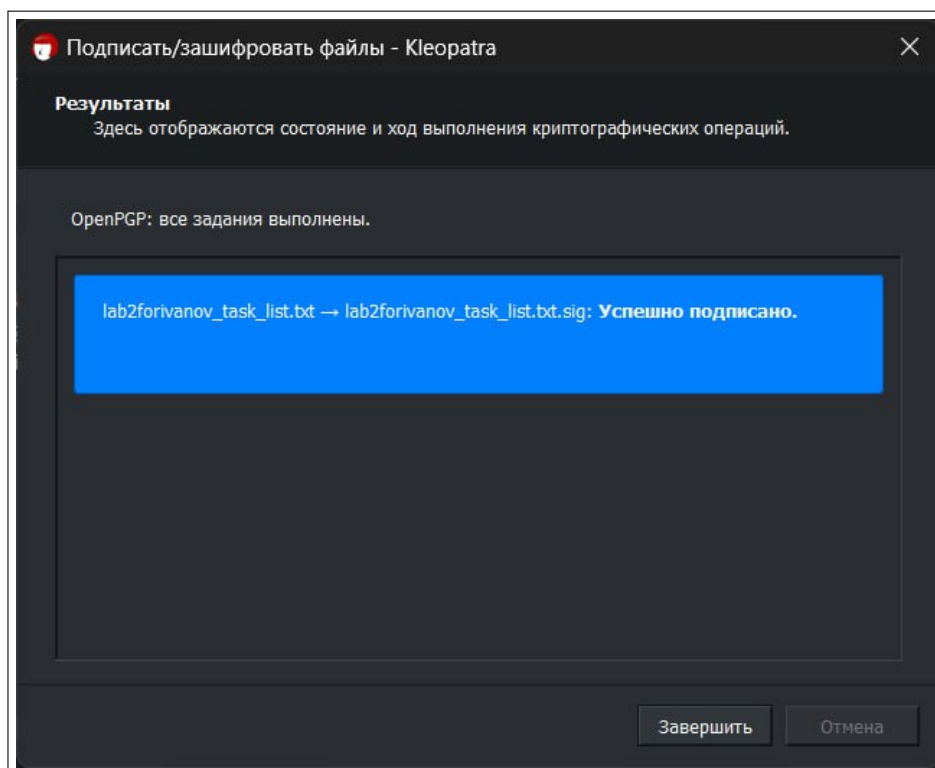 Подписать/зашифровать файлы - Kleopatra
Результаты
Здесь отображаются состояние и ход выполнения криптографических операций.
OpenPGP: все задания выполнены.
lab2forivanov_task_list.txt → lab2forivanov_task_list.txt.sig: Успешно подписано.
Завершить Отмена